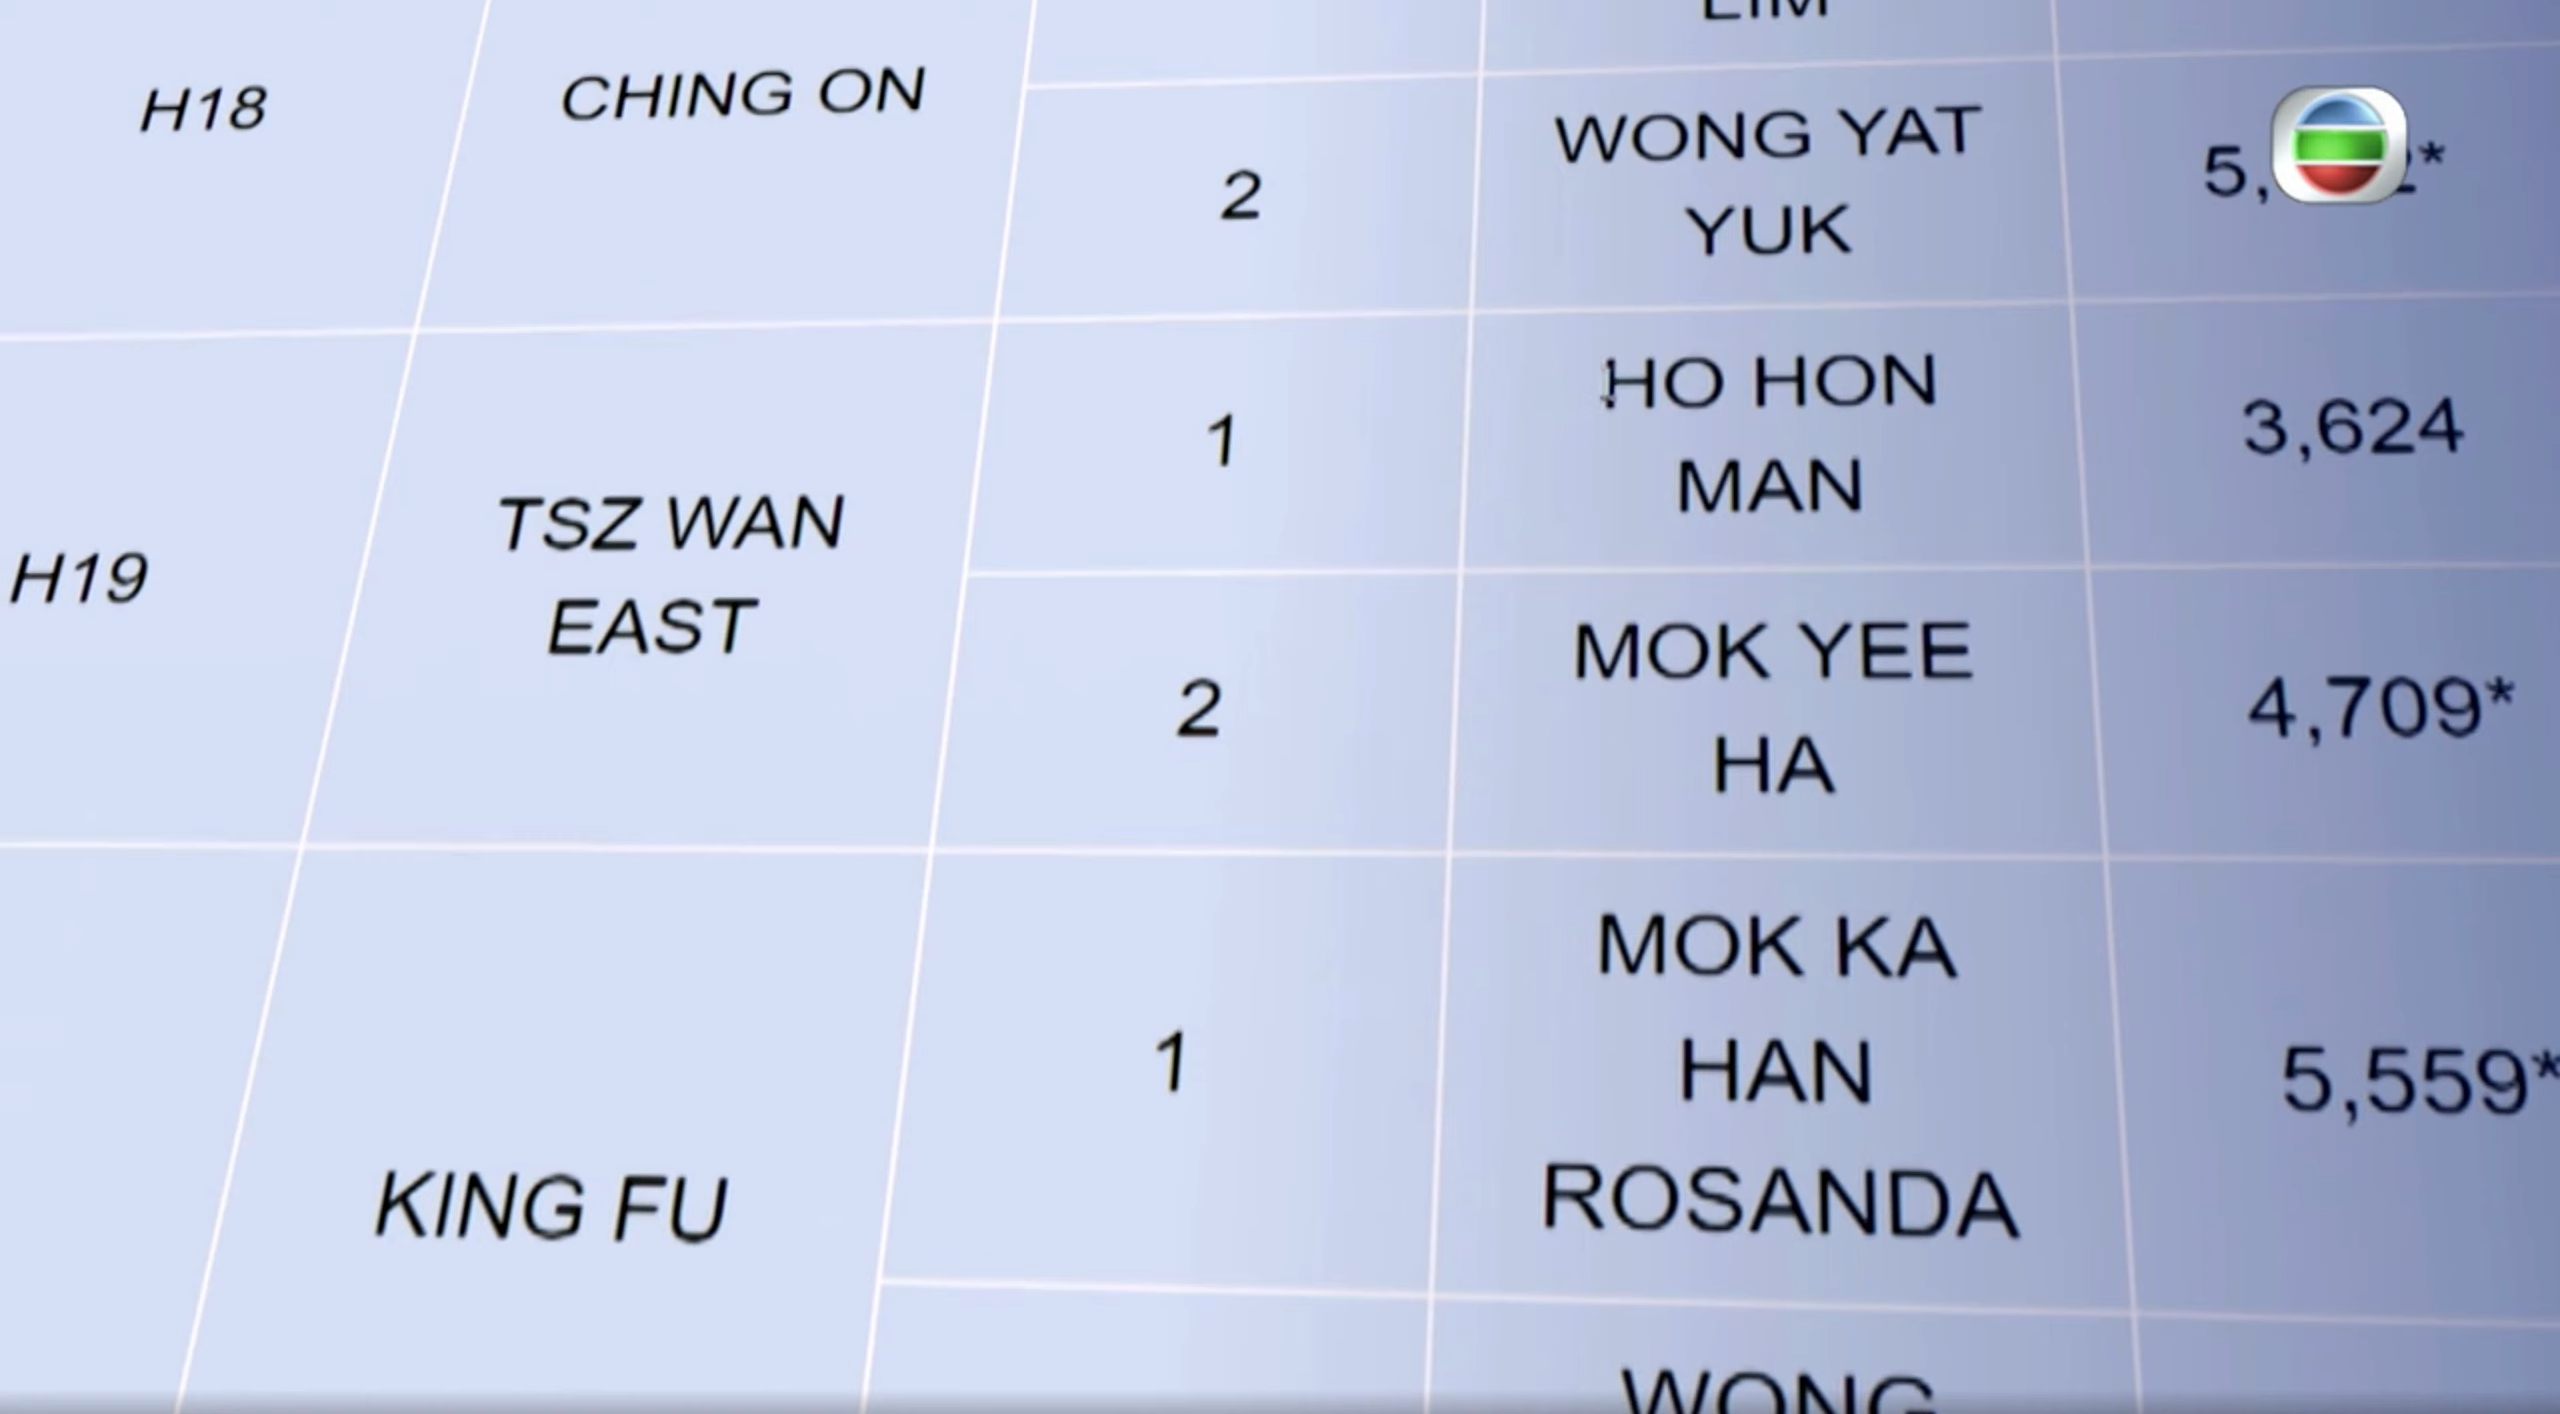 H18
CHING ON
2
WONG YAT
YUK
H19
TSZ WAN
EAST
1
HO HON
MAN
3,624
2
MOK YEE
HA
4,709*
KING FU
1
MOK KA
HAN
ROSANDA
5,559*
WONG